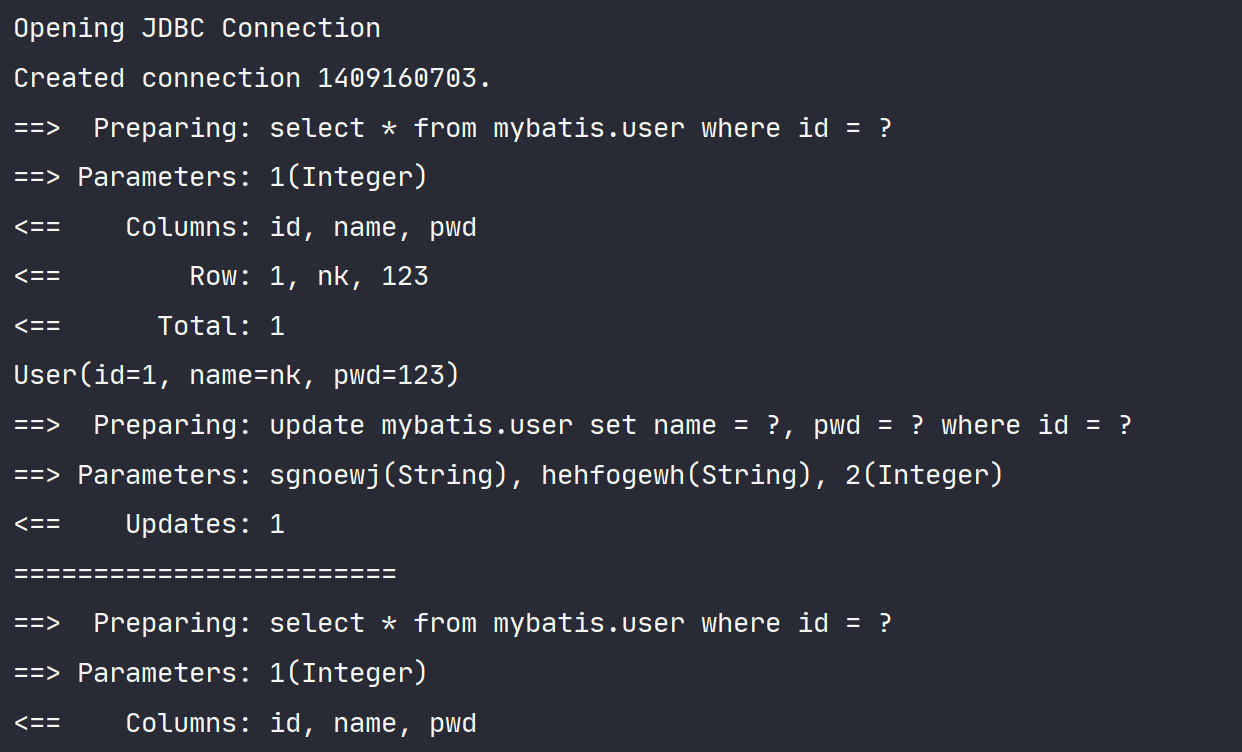 Opening JDBC Connection
Created connection 1409160703.
==>  Preparing: select * from mybatis.user where id = ?
==> Parameters: 1(Integer)
<==    Columns: id, name, pwd
<==        Row: 1, nk, 123
<==      Total: 1
User(id=1, name=nk, pwd=123)
==>  Preparing: update mybatis.user set name = ?, pwd = ? where id = ?
==> Parameters: sgnoewj(String), hehfogewh(String), 2(Integer)
<==    Updates: 1
========================
==>  Preparing: select * from mybatis.user where id = ?
==> Parameters: 1(Integer)
<==    Columns: id, name, pwd